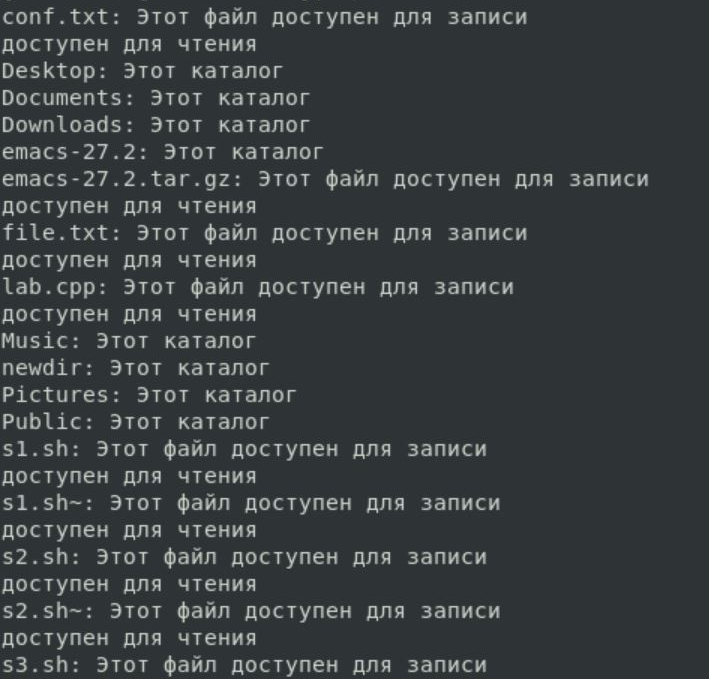 conf.txt: Этот файл доступен для записи
доступен для чтения
Desktop: Этот каталог
Documents: Этот каталог
Downloads: Этот каталог
emacs-27.2: Этот каталог
emacs-27.2.tar.gz: Этот файл доступен для записи
доступен для чтения
file.txt: Этот файл доступен для записи
доступен для чтения
lab.cpp: Этот файл доступен для записи
доступен для чтения
Music: Этот каталог
newdir: Этот каталог
Pictures: Этот каталог
Public: Этот каталог
s1.sh: Этот файл доступен для записи
доступен для чтения
s1.sh~: Этот файл доступен для записи
доступен для чтения
s2.sh: Этот файл доступен для записи
доступен для чтения
s2.sh~: Этот файл доступен для записи
доступен для чтения
s3.sh: Этот файл доступен для записи